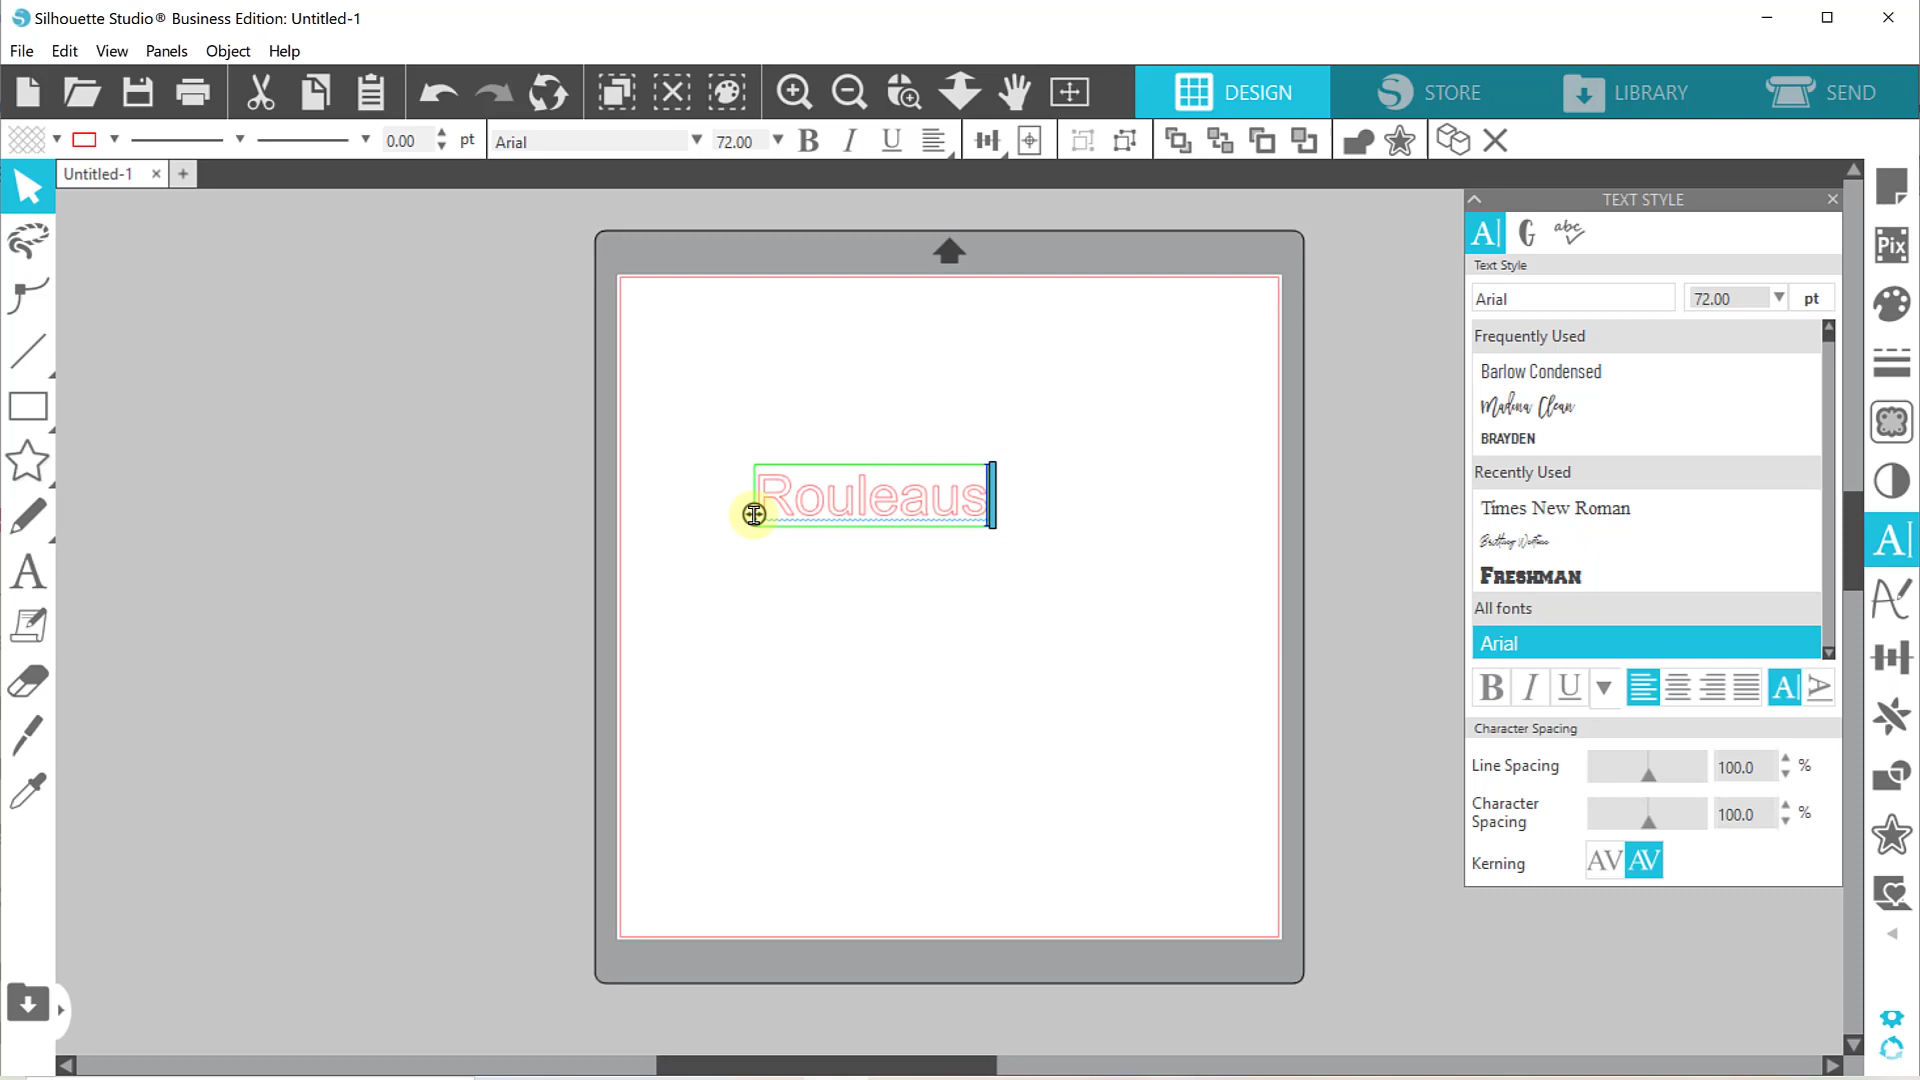 Silhouette Studio® Business Edition: Untitled-1
File Edit View Panels Object Help
DESIGN STORE LIBRARY SEND
0.00 pt Arial 72.00 B I U
Untitled-1
TEXT STYLE
Text Style
Arial 72.00 pt
Frequently Used
Barlow Condensed
Madina Clean
BRAYDEN
Recently Used
Times New Roman
FRESHMAN
All fonts
Arial
B I U
Character Spacing
Line Spacing 100.0 %
Character Spacing 100.0 %
Kerning AV AV
Rouleaus
Pix